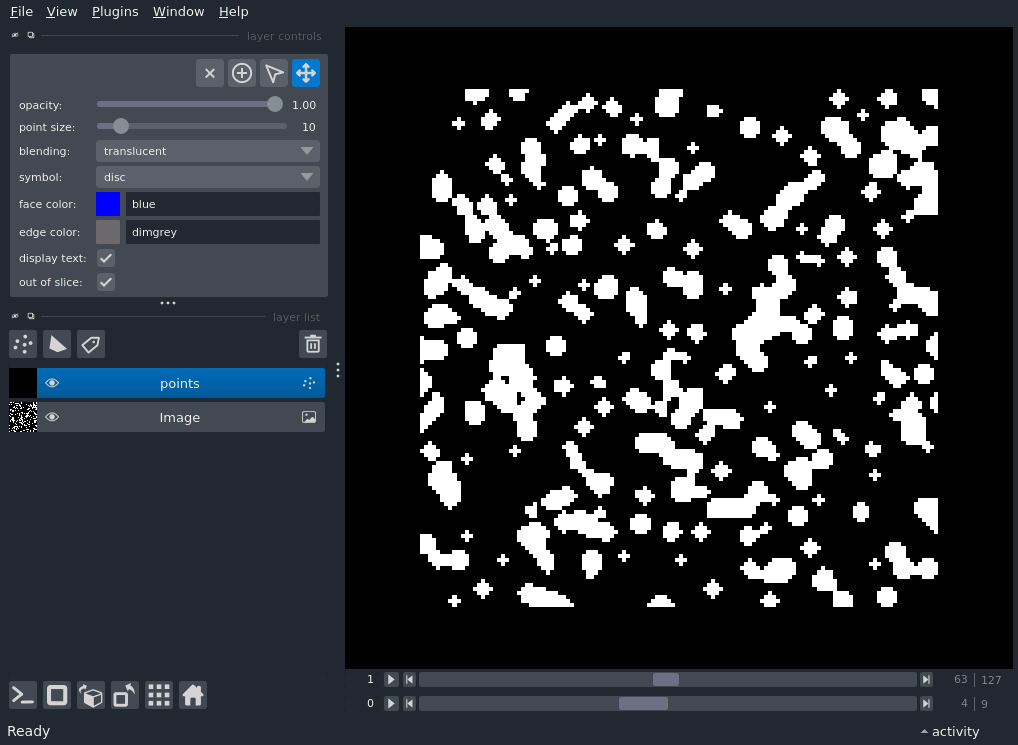 File View Plugins Window Help
layer controls
opacity: 1.00
point size: 10
blending: translucent
symbol: disc
face color: blue
edge color: dimgrey
display text:
out of slice:
layer list
points
Image
1 63 127
0 4 9
Ready activity